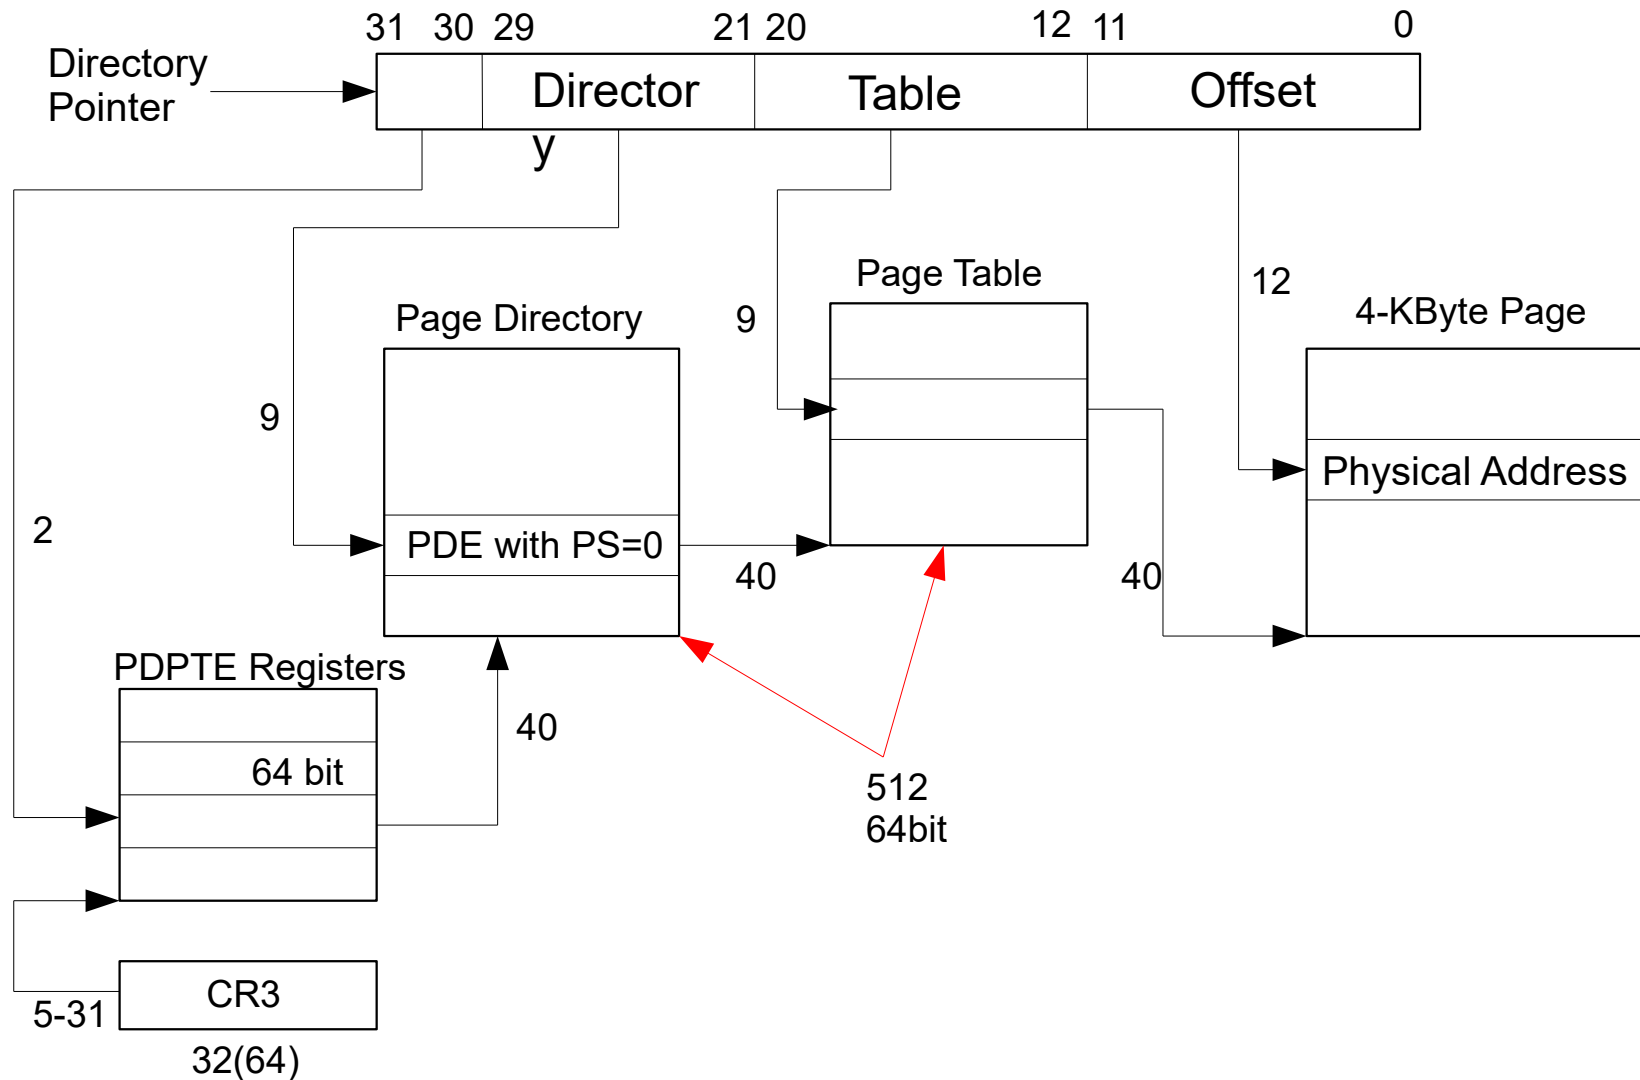 31 30 29 21 20 12 11 0
Directory
Pointer
Director
y
Table
Offset
Page Table
12
Page Directory
9
4-KByte Page
9
Physical Address
2
PDE with PS=0
40
40
PDPTE Registers
40
64 bit
512
64bit
CR3
5-31
32(64)